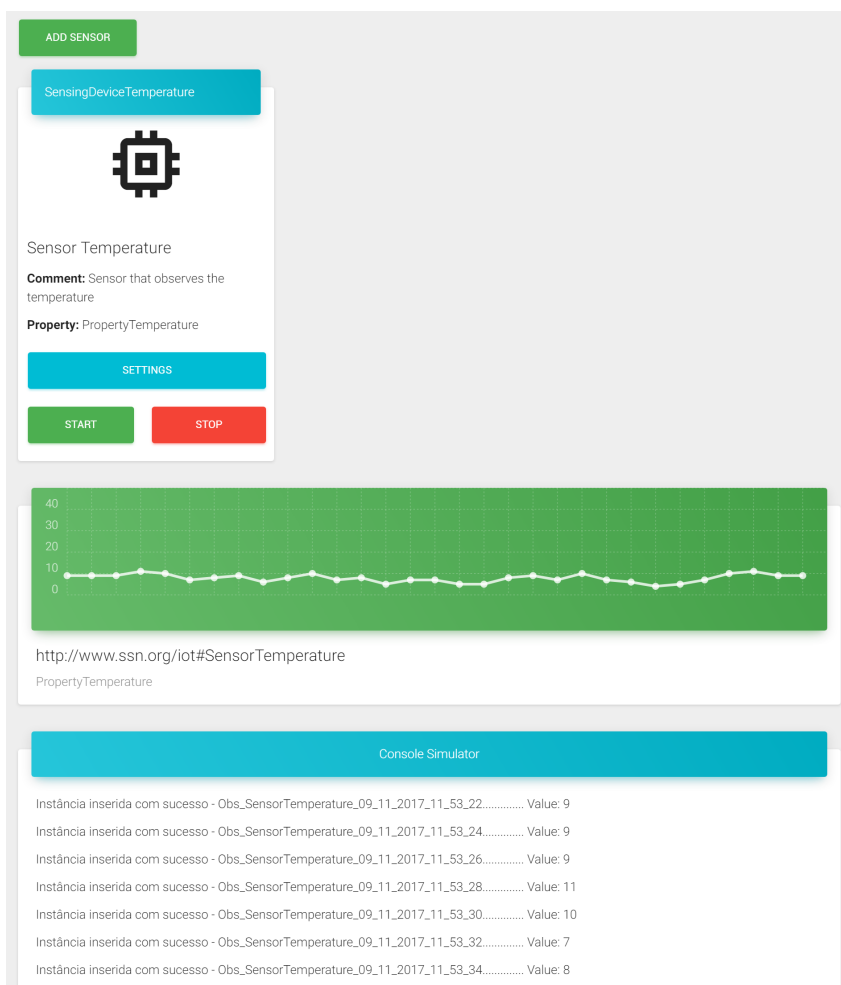 ADD SENSOR
SensingDeviceTemperature
Sensor Temperature
Comment: Sensor that observes the
temperature
Property: PropertyTemperature
SETTINGS
START STOP
40
30
20
10
0
http://www.ssn.org/iot#SensorTemperature
PropertyTemperature
Console Simulator
Instância inserida com sucesso - Obs_SensorTemperature_09_11_2017_11_53_22............. Value: 9
Instância inserida com sucesso - Obs_SensorTemperature_09_11_2017_11_53_24............. Value: 9
Instância inserida com sucesso - Obs_SensorTemperature_09_11_2017_11_53_26............. Value: 9
Instância inserida com sucesso - Obs_SensorTemperature_09_11_2017_11_53_28............. Value: 11
Instância inserida com sucesso - Obs_SensorTemperature_09_11_2017_11_53_30............. Value: 10
Instância inserida com sucesso - Obs_SensorTemperature_09_11_2017_11_53_32............. Value: 7
Instância inserida com sucesso - Obs_SensorTemperature_09_11_2017_11_53_34............. Value: 8